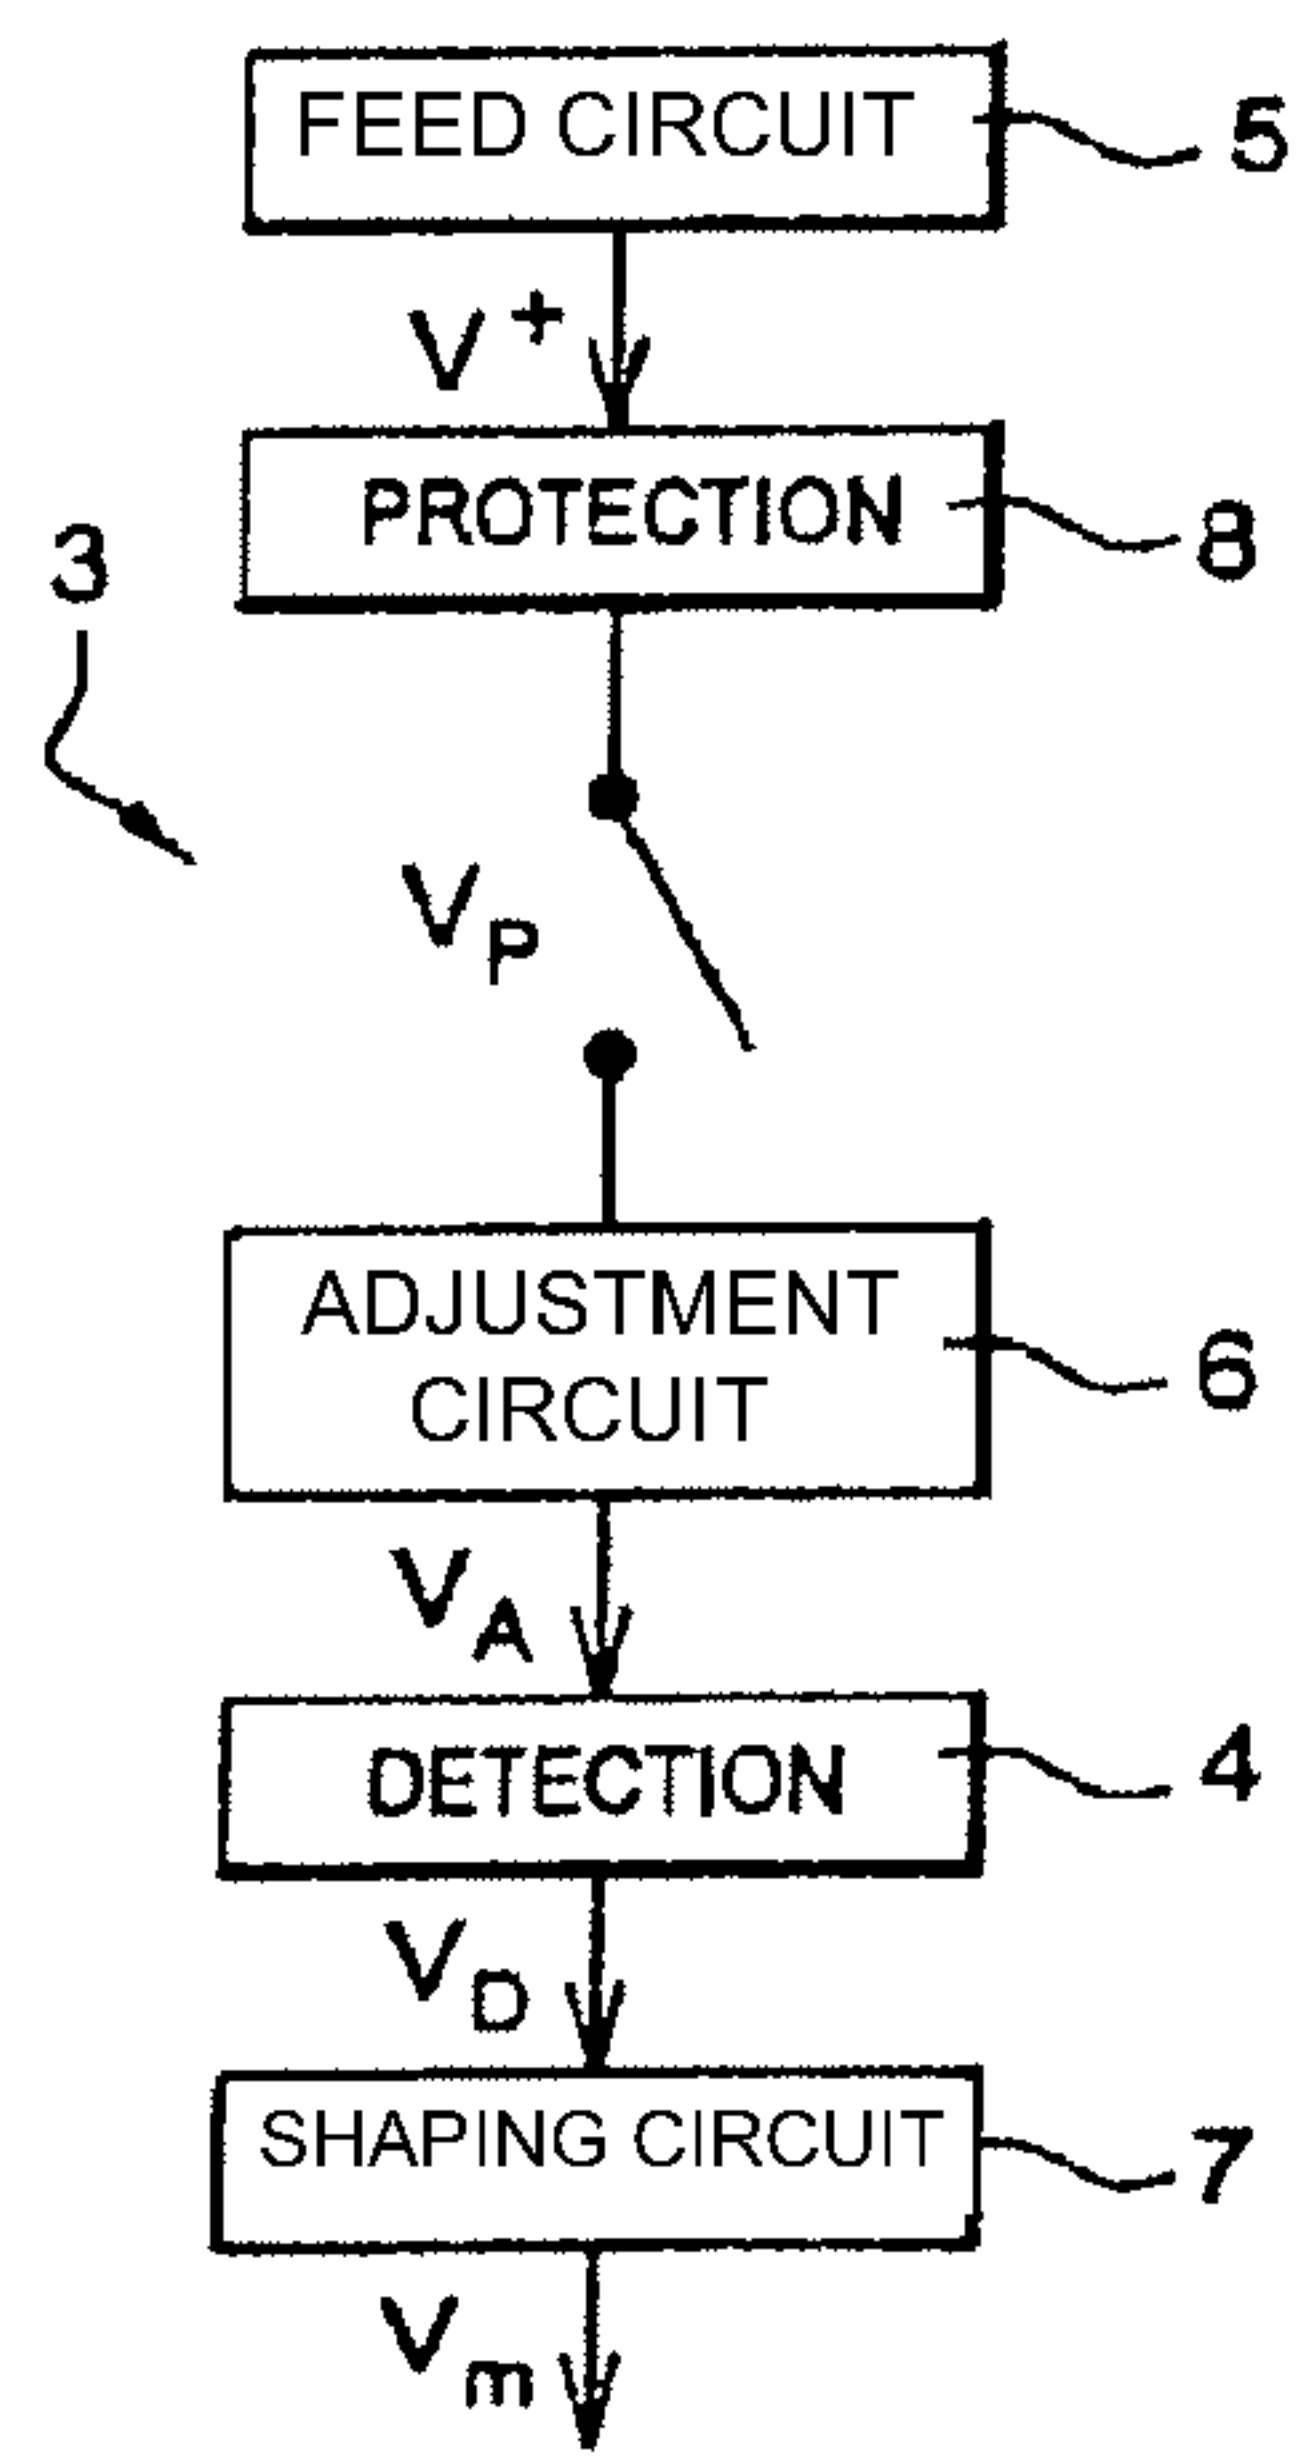 FEED CIRCUIT
5
V+
PROTECTION
8
3
VP
ADJUSTMENT
CIRCUIT
6
VA
DETECTION
4
VD
SHAPING CIRCUIT
7
Vm